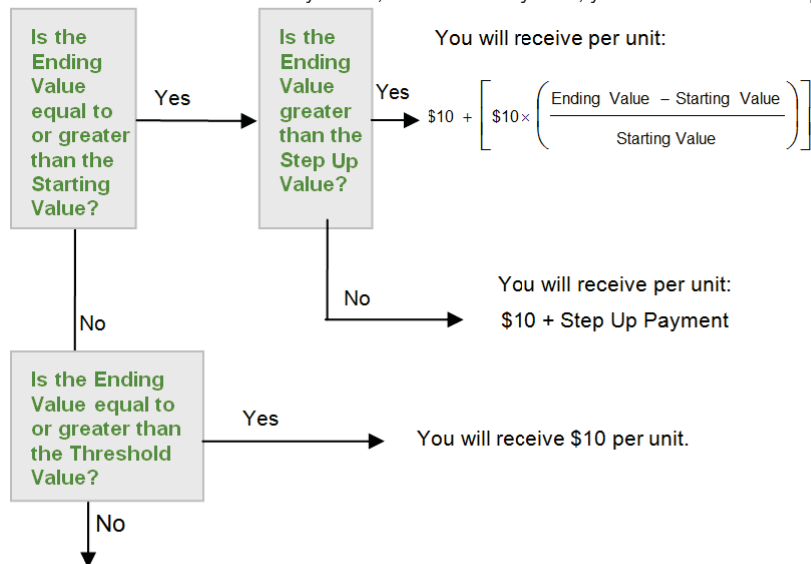 Is the
Ending
Value
equal to
or greater
than the
Starting
Value?
Yes
Is the
Ending
Value
greater
than the
Step Up
Value?
Yes
You will receive per unit:
$10 + [ $10× ( Ending Value – Starting Value
Starting Value ) ]
No
You will receive per unit:
$10 + Step Up Payment
No
Is the Ending
Value equal to
or greater than
the Threshold
Value?
Yes
You will receive $10 per unit.
No